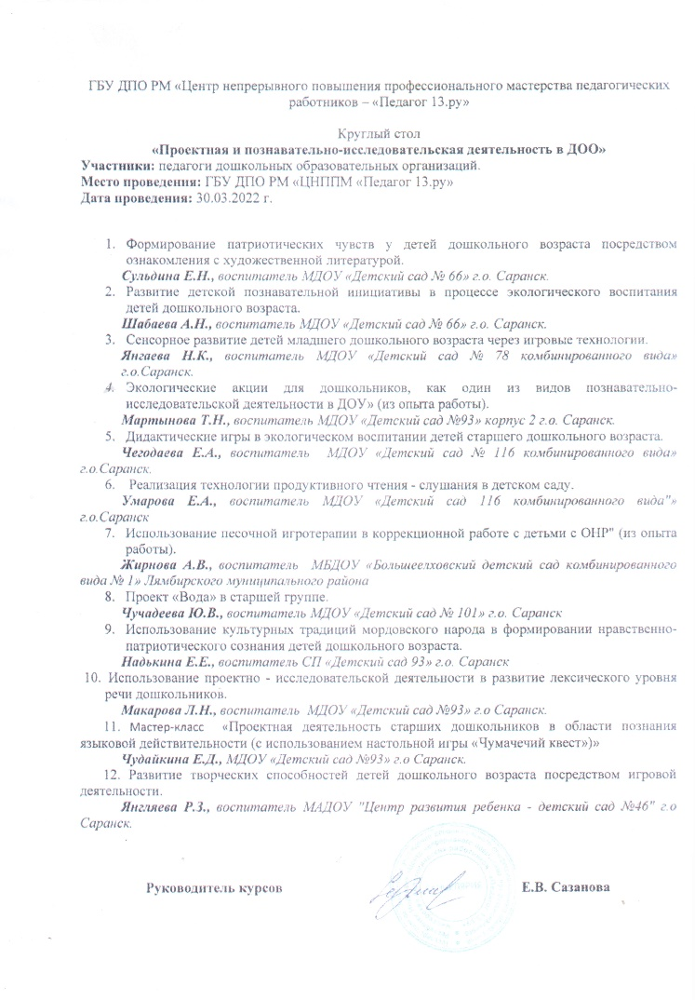 ГБУ ДПО РМ «Центр непрерывного повышения профессионального мастерства педагогических
работников – «Педагог 13.ру»
Круглый стол
«Проектная и познавательно-исследовательская деятельность в ДОО»
Участники: педагоги дошкольных образовательных организаций.
Место проведения: ГБУ ДПО РМ «ЦНППМ «Педагог 13.ру»
Дата проведения: 30.03.2022 г.
1. Формирование патриотических чувств у детей дошкольного возраста посредством
ознакомления с художественной литературой.
Сульдина Е.Н., воспитатель МДОУ «Детский сад № 66» г.о. Саранск.
2. Развитие детской познавательной инициативы в процессе экологического воспитания
детей дошкольного возраста.
Шабаева А.Н., воспитатель МДОУ «Детский сад № 66» г.о. Саранск.
3. Сенсорное развитие детей младшего дошкольного возраста через игровые технологии.
Янгаева Н.К., воспитатель МДОУ «Детский сад № 78 комбинированного вида»
г.о.Саранск.
4. Экологические акции для дошкольников, как один из видов познавательно-
исследовательской деятельности в ДОУ» (из опыта работы).
Мартынова Т.Н., воспитатель МДОУ «Детский сад №93» корпус 2 г.о. Саранск.
5. Дидактические игры в экологическом воспитании детей старшего дошкольного возраста.
Чегодаева Е.А., воспитатель МДОУ «Детский сад № 116 комбинированного вида»
г.о.Саранск.
6. Реализация технологии продуктивного чтения - слушания в детском саду.
Умарова Е.А., воспитатель МДОУ «Детский сад 116 комбинированного вида"»
г.о.Саранск
7. Использование песочной игротерапии в коррекционной работе с детьми с ОНР" (из опыта
работы).
Жирнова А.В., воспитатель МБДОУ «Большеелховский детский сад комбинированного
вида № 1» Лямбирского муниципального района
8. Проект «Вода» в старшей группе.
Чучадеева Ю.В., воспитатель МДОУ «Детский сад № 101» г.о. Саранск
9. Использование культурных традиций мордовского народа в формировании нравственно-
патриотического сознания детей дошкольного возраста.
Надькина Е.Е., воспитатель СП «Детский сад 93» г.о. Саранск
10. Использование проектно - исследовательской деятельности в развитие лексического уровня
речи дошкольников.
Макарова Л.Н., воспитатель МДОУ «Детский сад №93» г.о Саранск.
11. Мастер-класс «Проектная деятельность старших дошкольников в области познания
языковой действительности (с использованием настольной игры «Чумачечий квест»)»
Чудайкина Е.Д., МДОУ «Детский сад №93» г.о Саранск.
12. Развитие творческих способностей детей дошкольного возраста посредством игровой
деятельности.
Янгляева Р.З., воспитатель МАДОУ "Центр развития ребенка - детский сад №46" г.о
Саранск.
Руководитель курсов Е.В. Сазанова